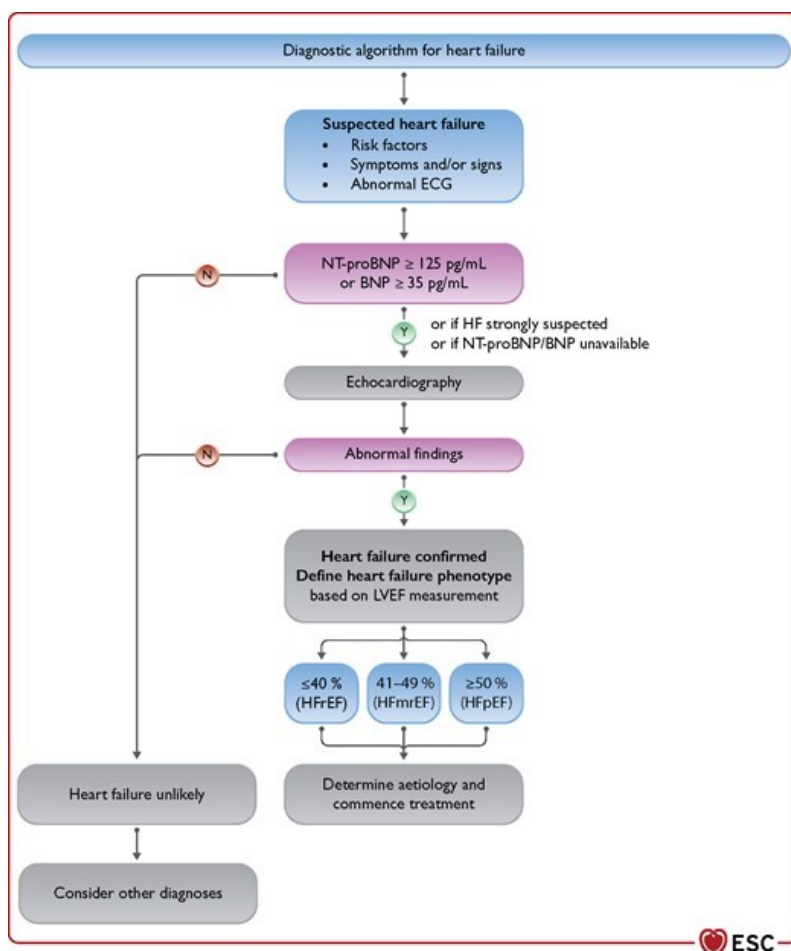 Diagnostic algorithm for heart failure
Suspected heart failure
• Risk factors
• Symptoms and/or signs
• Abnormal ECG
N
NT-proBNP ≥ 125 pg/mL
or BNP ≥ 35 pg/mL
Y
or if HF strongly suspected
or if NT-proBNP/BNP unavailable
Echocardiography
N
Abnormal findings
Y
Heart failure confirmed
Define heart failure phenotype
based on LVEF measurement
≤40 %
(HFrEF)
41–49 %
(HFmrEF)
≥50 %
(HFpEF)
Heart failure unlikely
Determine aetiology and
commence treatment
Consider other diagnoses
ESC